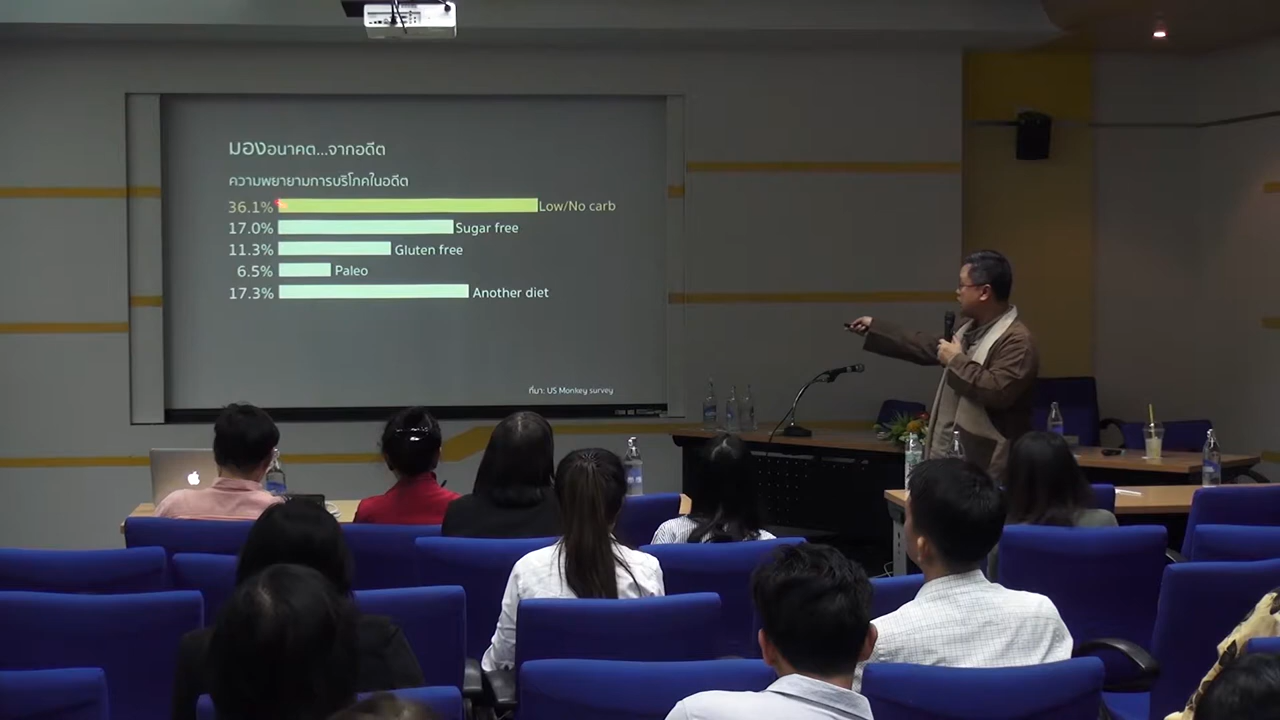 มองอนาคต...จากอดีต
ความพยายามการบริโภคในอดีต
36.1% Low/No carb
17.0% Sugar free
11.3% Gluten free
6.5% Paleo
17.3% Another diet
ที่มา: US Monkey survey